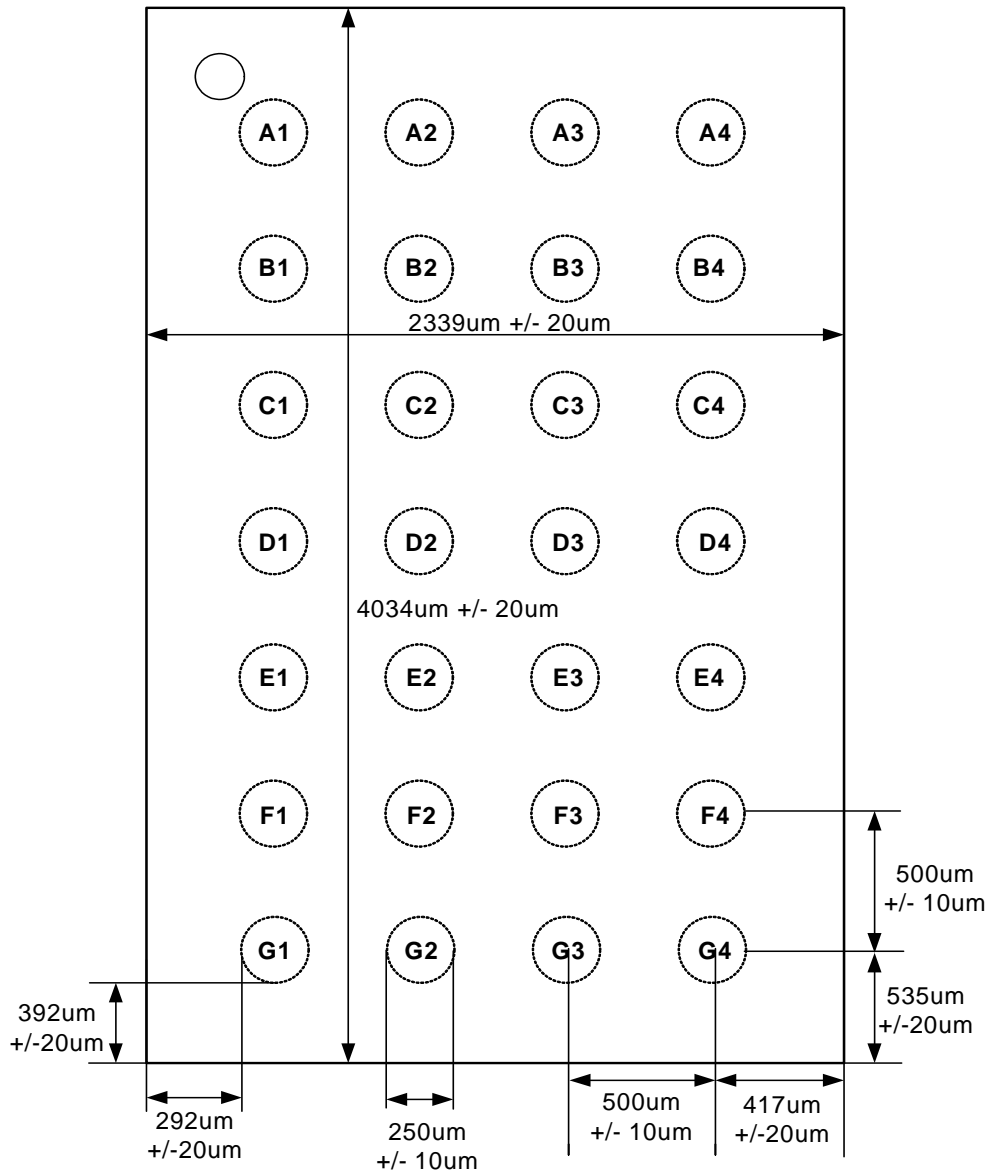 A1 A2 A3 A4
B1 B2 B3 B4
2339um +/- 20um
C1 C2 C3 C4
D1 D2 D3 D4
4034um +/- 20um
E1 E2 E3 E4
F1 F2 F3 F4
500um
+/- 10um
G1 G2 G3 G4
392um
+/-20um
535um
+/-20um
292um
+/-20um
250um
+/- 10um
500um
+/- 10um
417um
+/-20um